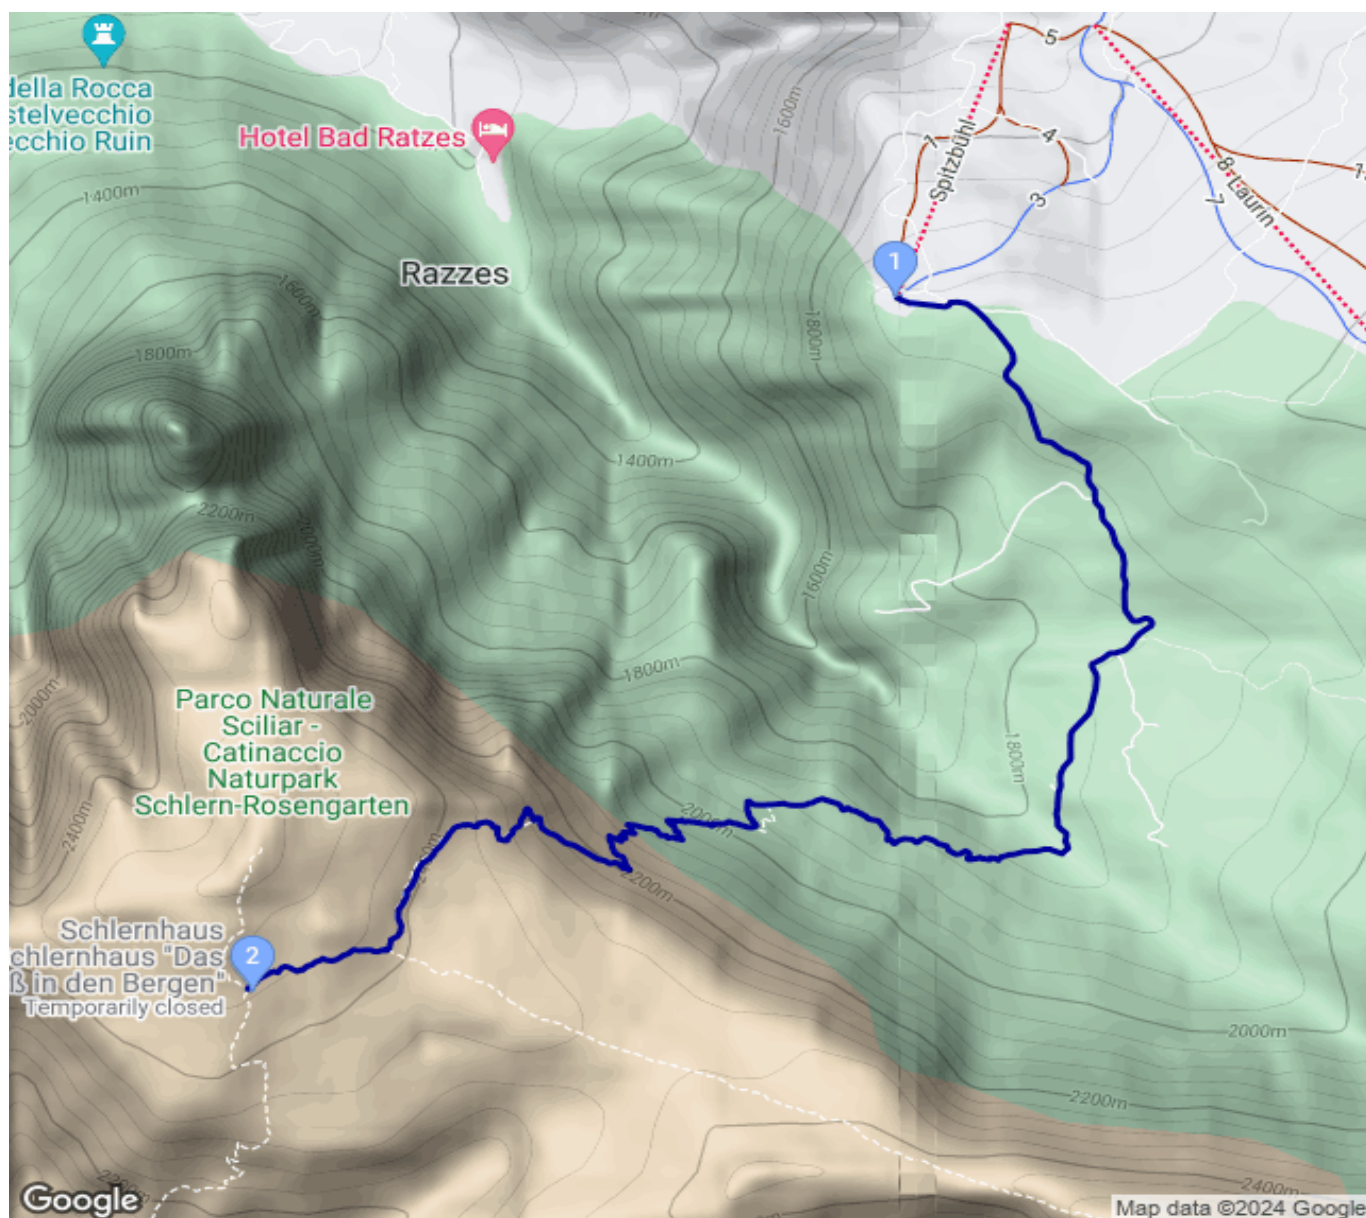 della Rocca
stelvecchio
ecchio Ruin
Hotel Bad Ratzes
1600m
5
1
4
Spitzbühl
3
8 Laurin
7
1400m
Razzes
1
1600m
1800m
1800m
1400m
2200m
2000m
1600m
2000m
1800m
Parco Naturale
Sciliar -
Catinaccio
Naturpark
Schlern-Rosengarten
1800m
2400m
2000m
2400m
2200m
Schlernhaus
chlernhaus "Das
ß in den Bergen"
Temporarily closed
2
2000m
2200m
2400m
Google
Map data ©2024 Google